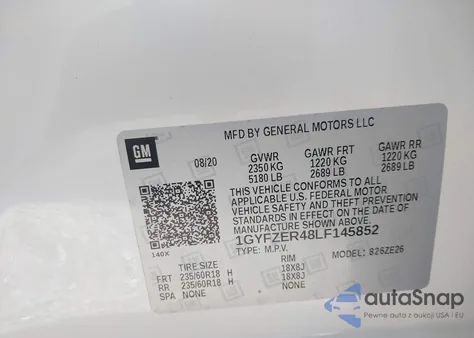 MFD BY GENERAL MOTORS LLC
GM
08/20 GVWR GAWR FRT GAWR RR
2350 KG 1220 KG 1220 KG
5180 LB 2689 LB 2689 LB
THIS VEHICLE CONFORMS TO ALL
APPLICABLE U.S. FEDERAL MOTOR
VEHICLE SAFETY AND THEFT PREVENTION
STANDARDS IN EFFECT ON THE DATE OF
MANUFACTURE SHOWN ABOVE.
1GYFZER48LF145852
140X
TYPE: M.P.V. MODEL: 826ZE26
TIRE SIZE RIM
FRT 235/60R18 H 18X8J
RR 235/60R18 H 18X8J
SPA NONE NONE
autaSnap
Pewne auta z dostawą z USA i EU